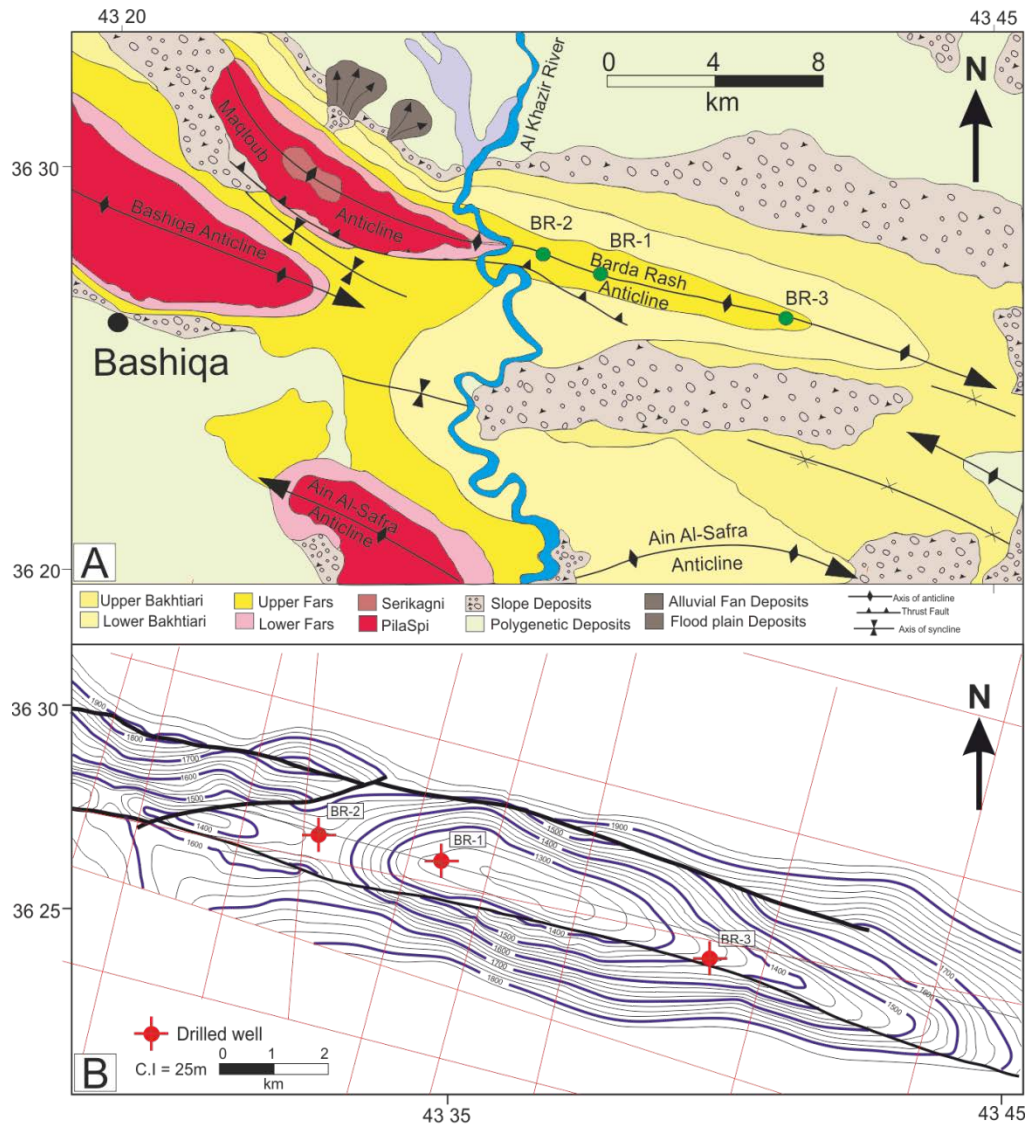 43 20
43 45
36 30
36 20
Al Khazir River
0 4 8
km
N
Maqloub
Anticline
Bashiqa Anticline
BR-2
BR-1
Barda Rash
Anticline
BR-3
Bashiqa
Ain Al-Safra
Anticline
Ain Al-Safra
Anticline
A
Upper Bakhtiari
Lower Bakhtiari
Upper Fars
Lower Fars
Serikagni
PilaSpi
Slope Deposits
Polygenetic Deposits
Alluvial Fan Deposits
Flood plain Deposits
Axis of anticline
Thrust Fault
Axis of syncline
36 30
36 25
N
1900
1800
1700
1600
1500
1400
1600
BR-2
BR-1
1500
1400
1300
1900
1400
1500
1600
1700
1800
BR-3
1400
1500
1700
1800
Drilled well
C.I = 25m
0 1 2
km
B
43 35
43 45